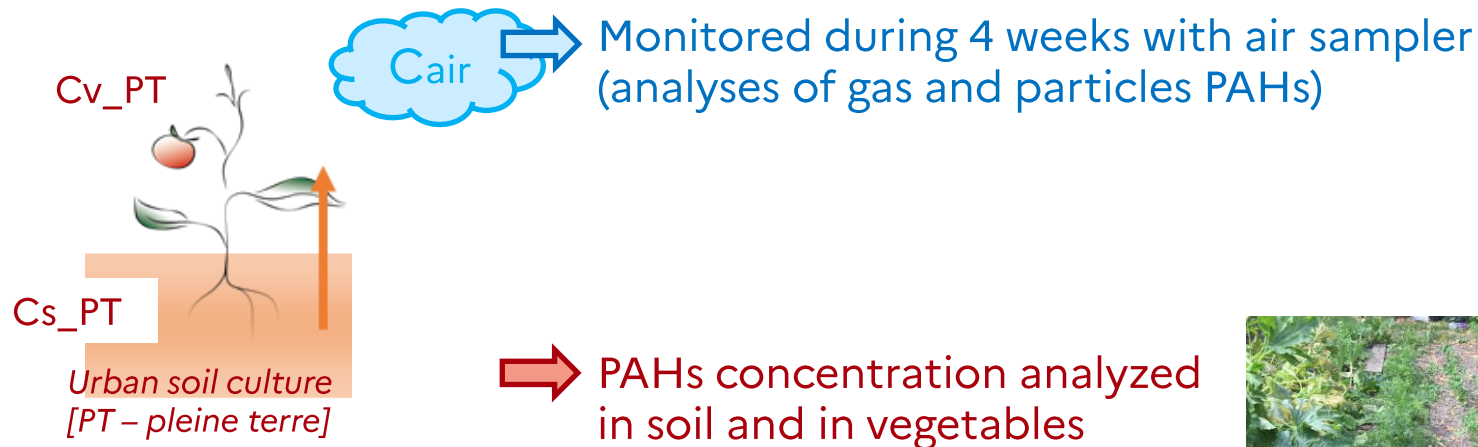 Cair
Monitored during 4 weeks with air sampler
(analyses of gas and particles PAHs)
Cv_PT
Cs_PT
Urban soil culture
[PT – pleine terre]
PAHs concentration analyzed
in soil and in vegetables